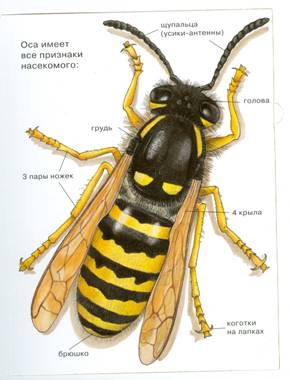 щупальца
(усики-антенны)
Оса имеет
все признаки
насекомого:
голова
грудь
3 пары ножек
4 крыла
коготки
на лапках
брюшко